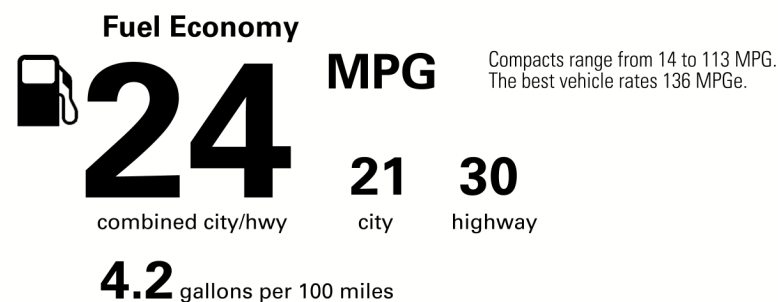 Fuel Economy
24 MPG
Compacts range from 14 to 113 MPG.
The best vehicle rates 136 MPGe.
combined city/hwy
21
city
30
highway
4.2 gallons per 100 miles